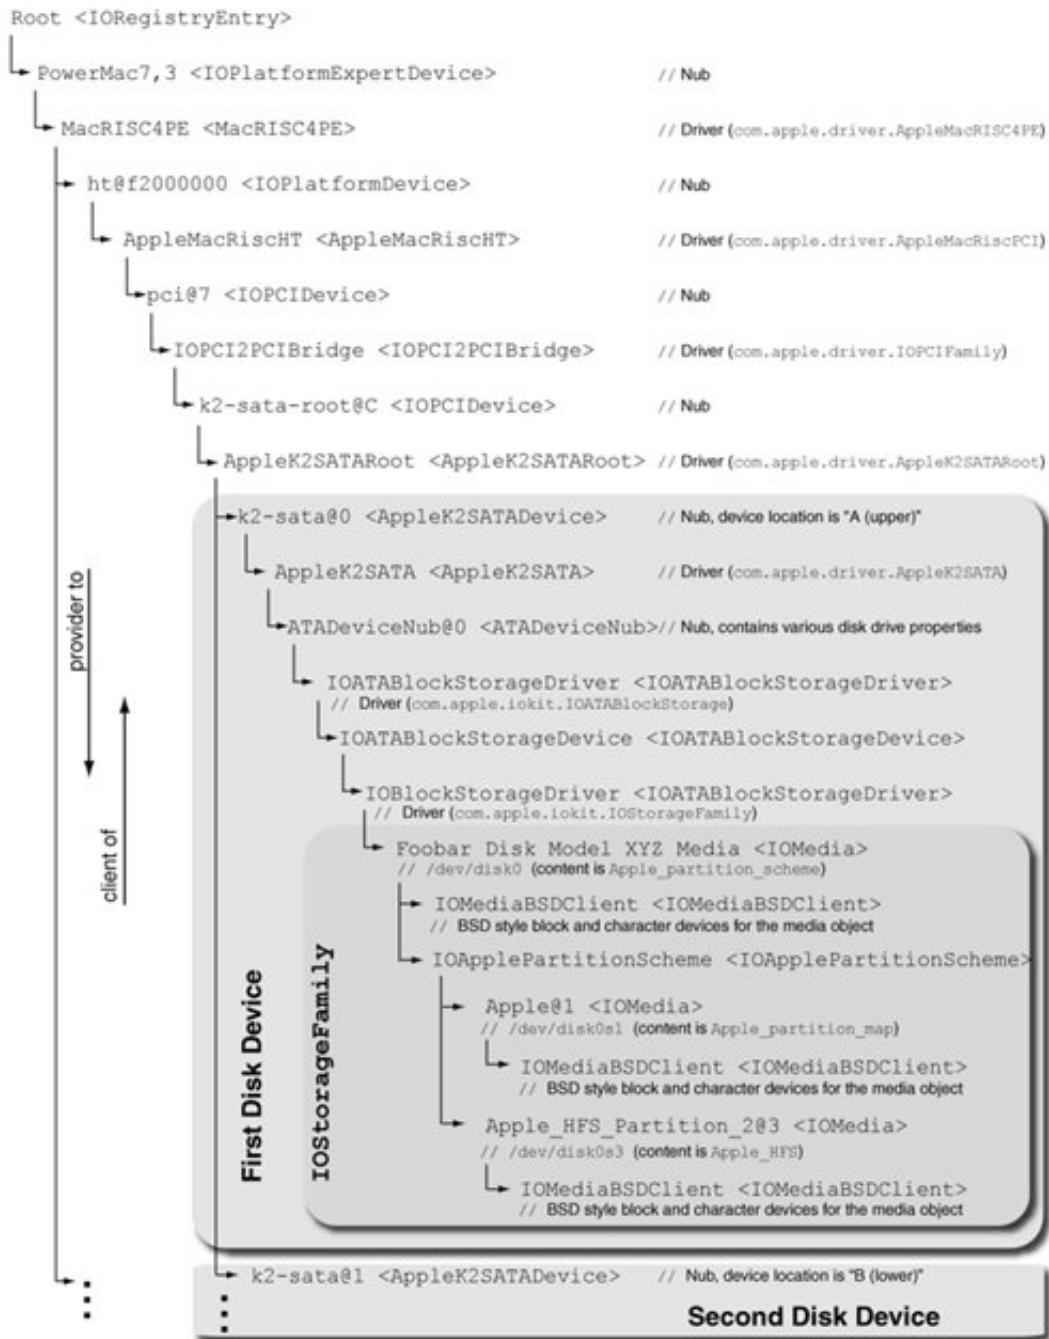 Root <IORegistryEntry>
PowerMac7,3 <IOPlatformExpertDevice> // Nub
MacRISC4PE <MacRISC4PE> // Driver (com.apple.driver.AppleMacRISC4PE)
ht@f2000000 <IOPlatformDevice> // Nub
AppleMacRiscHT <AppleMacRiscHT> // Driver (com.apple.driver.AppleMacRiscPCI)
pci@7 <IOPCIDevice> // Nub
IOPCI2PCIBridge <IOPCI2PCIBridge> // Driver (com.apple.driver.IOPCIFamily)
k2-sata-root@C <IOPCIDevice> // Nub
AppleK2SATARoot <AppleK2SATARoot> // Driver (com.apple.driver.AppleK2SATARoot)
k2-sata@0 <AppleK2SATADevice> // Nub, device location is "A (upper)"
AppleK2SATA <AppleK2SATA> // Driver (com.apple.driver.AppleK2SATA)
ATADeviceNub@0 <ATADeviceNub> // Nub, contains various disk drive properties
IOATABlockStorageDriver <IOATABlockStorageDriver>
// Driver (com.apple.iokit.IOATABlockStorage)
IOATABlockStorageDevice <IOATABlockStorageDevice>
IOBlockStorageDriver <IOATABlockStorageDriver>
// Driver (com.apple.iokit.IOStorageFamily)
Foobar Disk Model XYZ Media <IOMedia>
// /dev/disk0 (content is Apple_partition_scheme)
IOMediaBSDClient <IOMediaBSDClient>
// BSD style block and character devices for the media object
IOApplePartitionScheme <IOApplePartitionScheme>
Apple@1 <IOMedia>
// /dev/disk0s1 (content is Apple_partition_map)
IOMediaBSDClient <IOMediaBSDClient>
// BSD style block and character devices for the media object
Apple_HFS_Partition_2@3 <IOMedia>
// /dev/disk0s3 (content is Apple_HFS)
IOMediaBSDClient <IOMediaBSDClient>
// BSD style block and character devices for the media object
k2-sata@1 <AppleK2SATADevice> // Nub, device location is "B (lower)"
Second Disk Device
provider to
client of
First Disk Device
IOStorageFamily